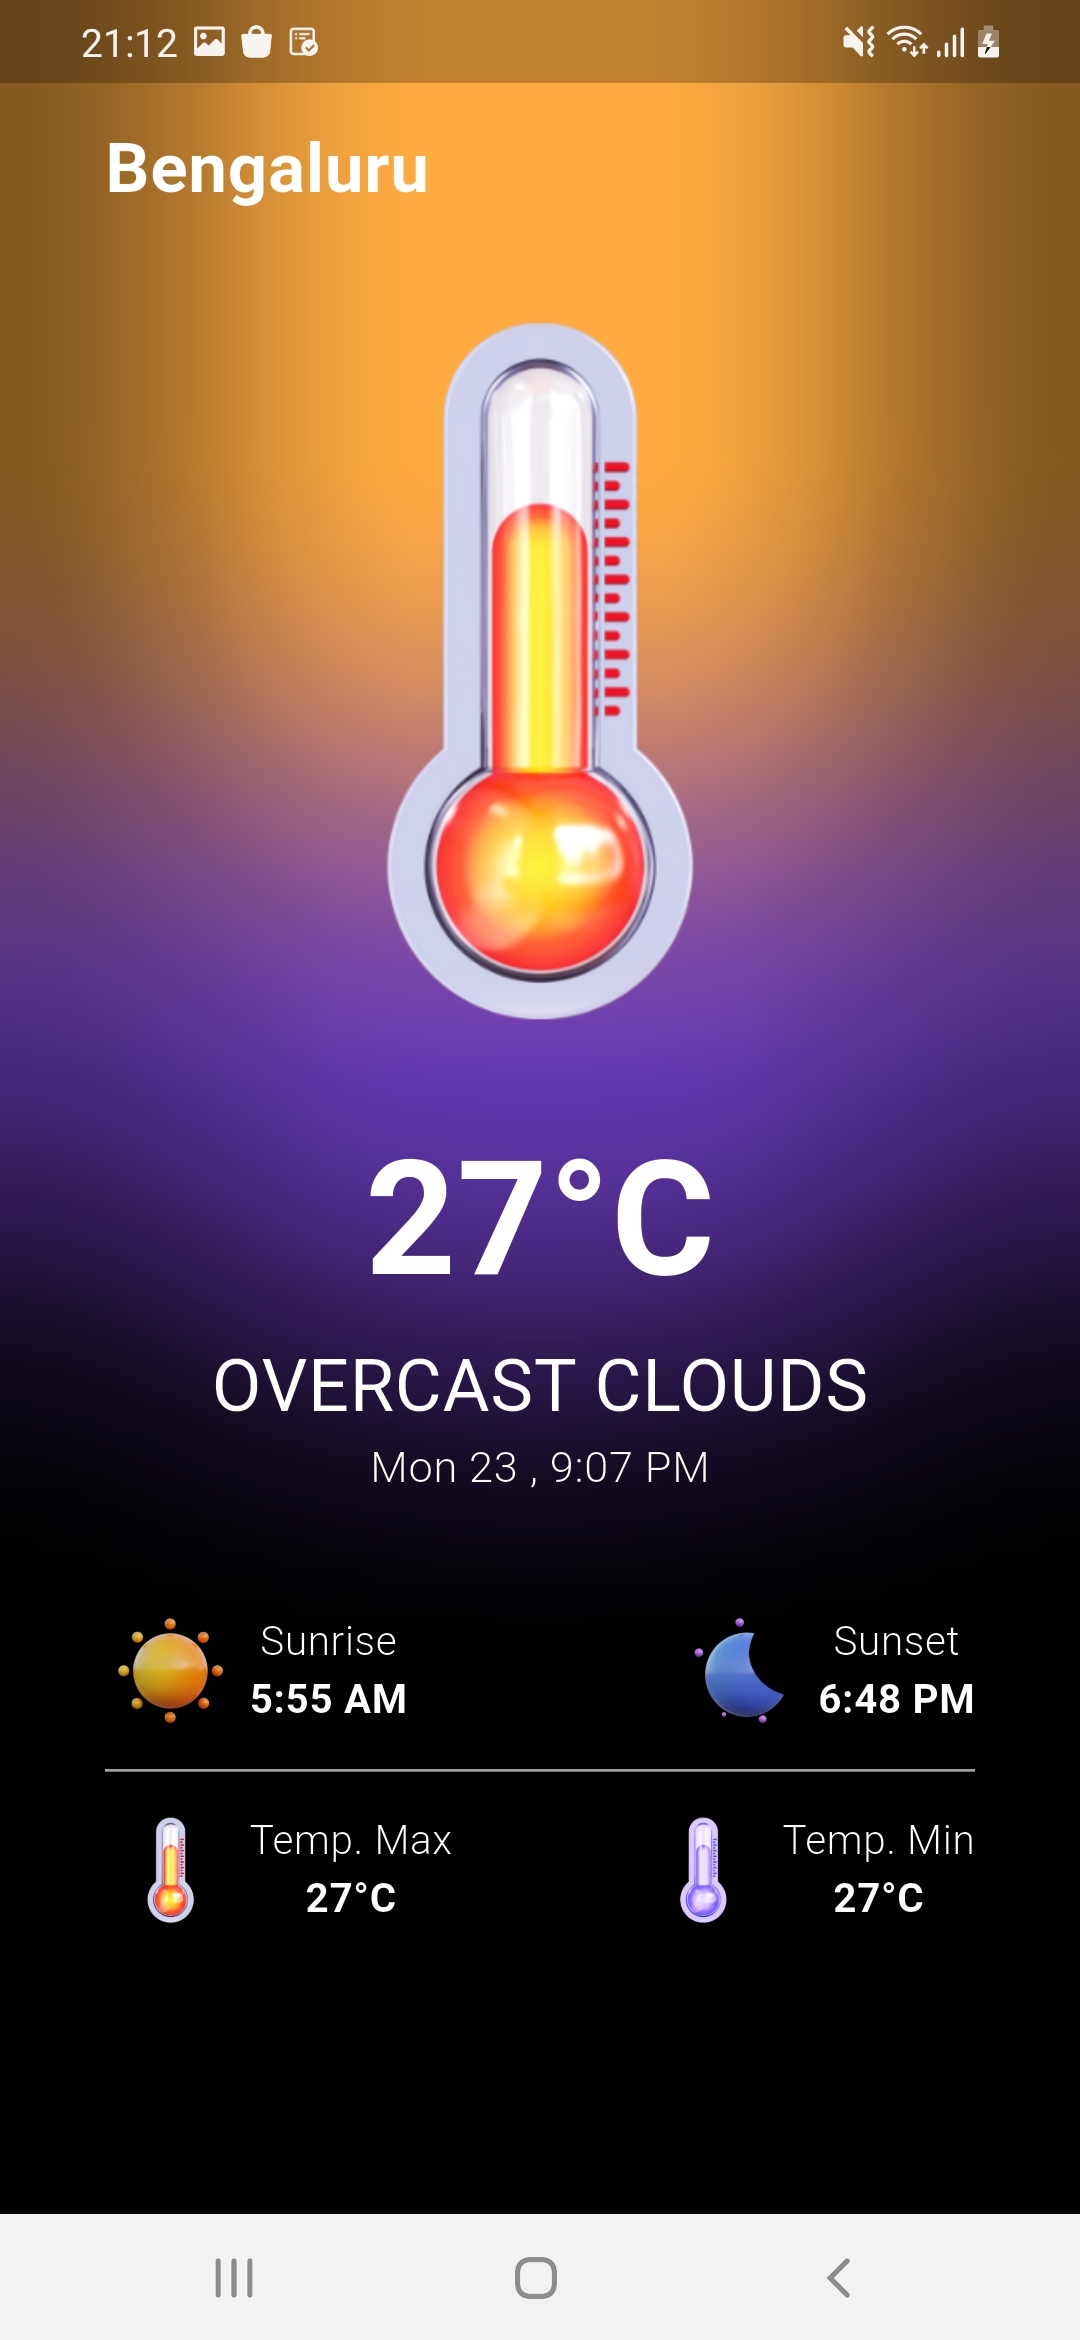 21:12
Bengaluru
27°C
OVERCAST CLOUDS
Mon 23 , 9:07 PM
Sunrise
5:55 AM
Sunset
6:48 PM
Temp. Max
27°C
Temp. Min
27°C